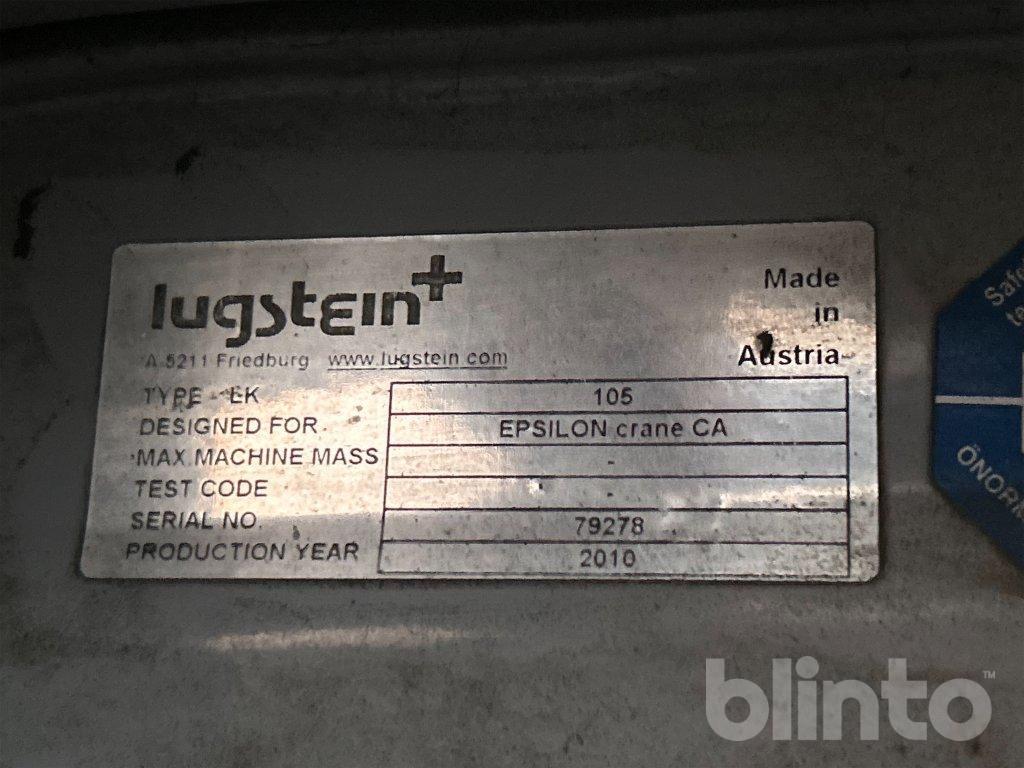 lugstein+
Made
in
Austria
A 5211 Friedburg www.lugstein.com
TYPE LK 105
DESIGNED FOR EPSILON crane CA
MAX MACHINE MASS -
TEST CODE
SERIAL NO. 79278
PRODUCTION YEAR 2010
blinto™